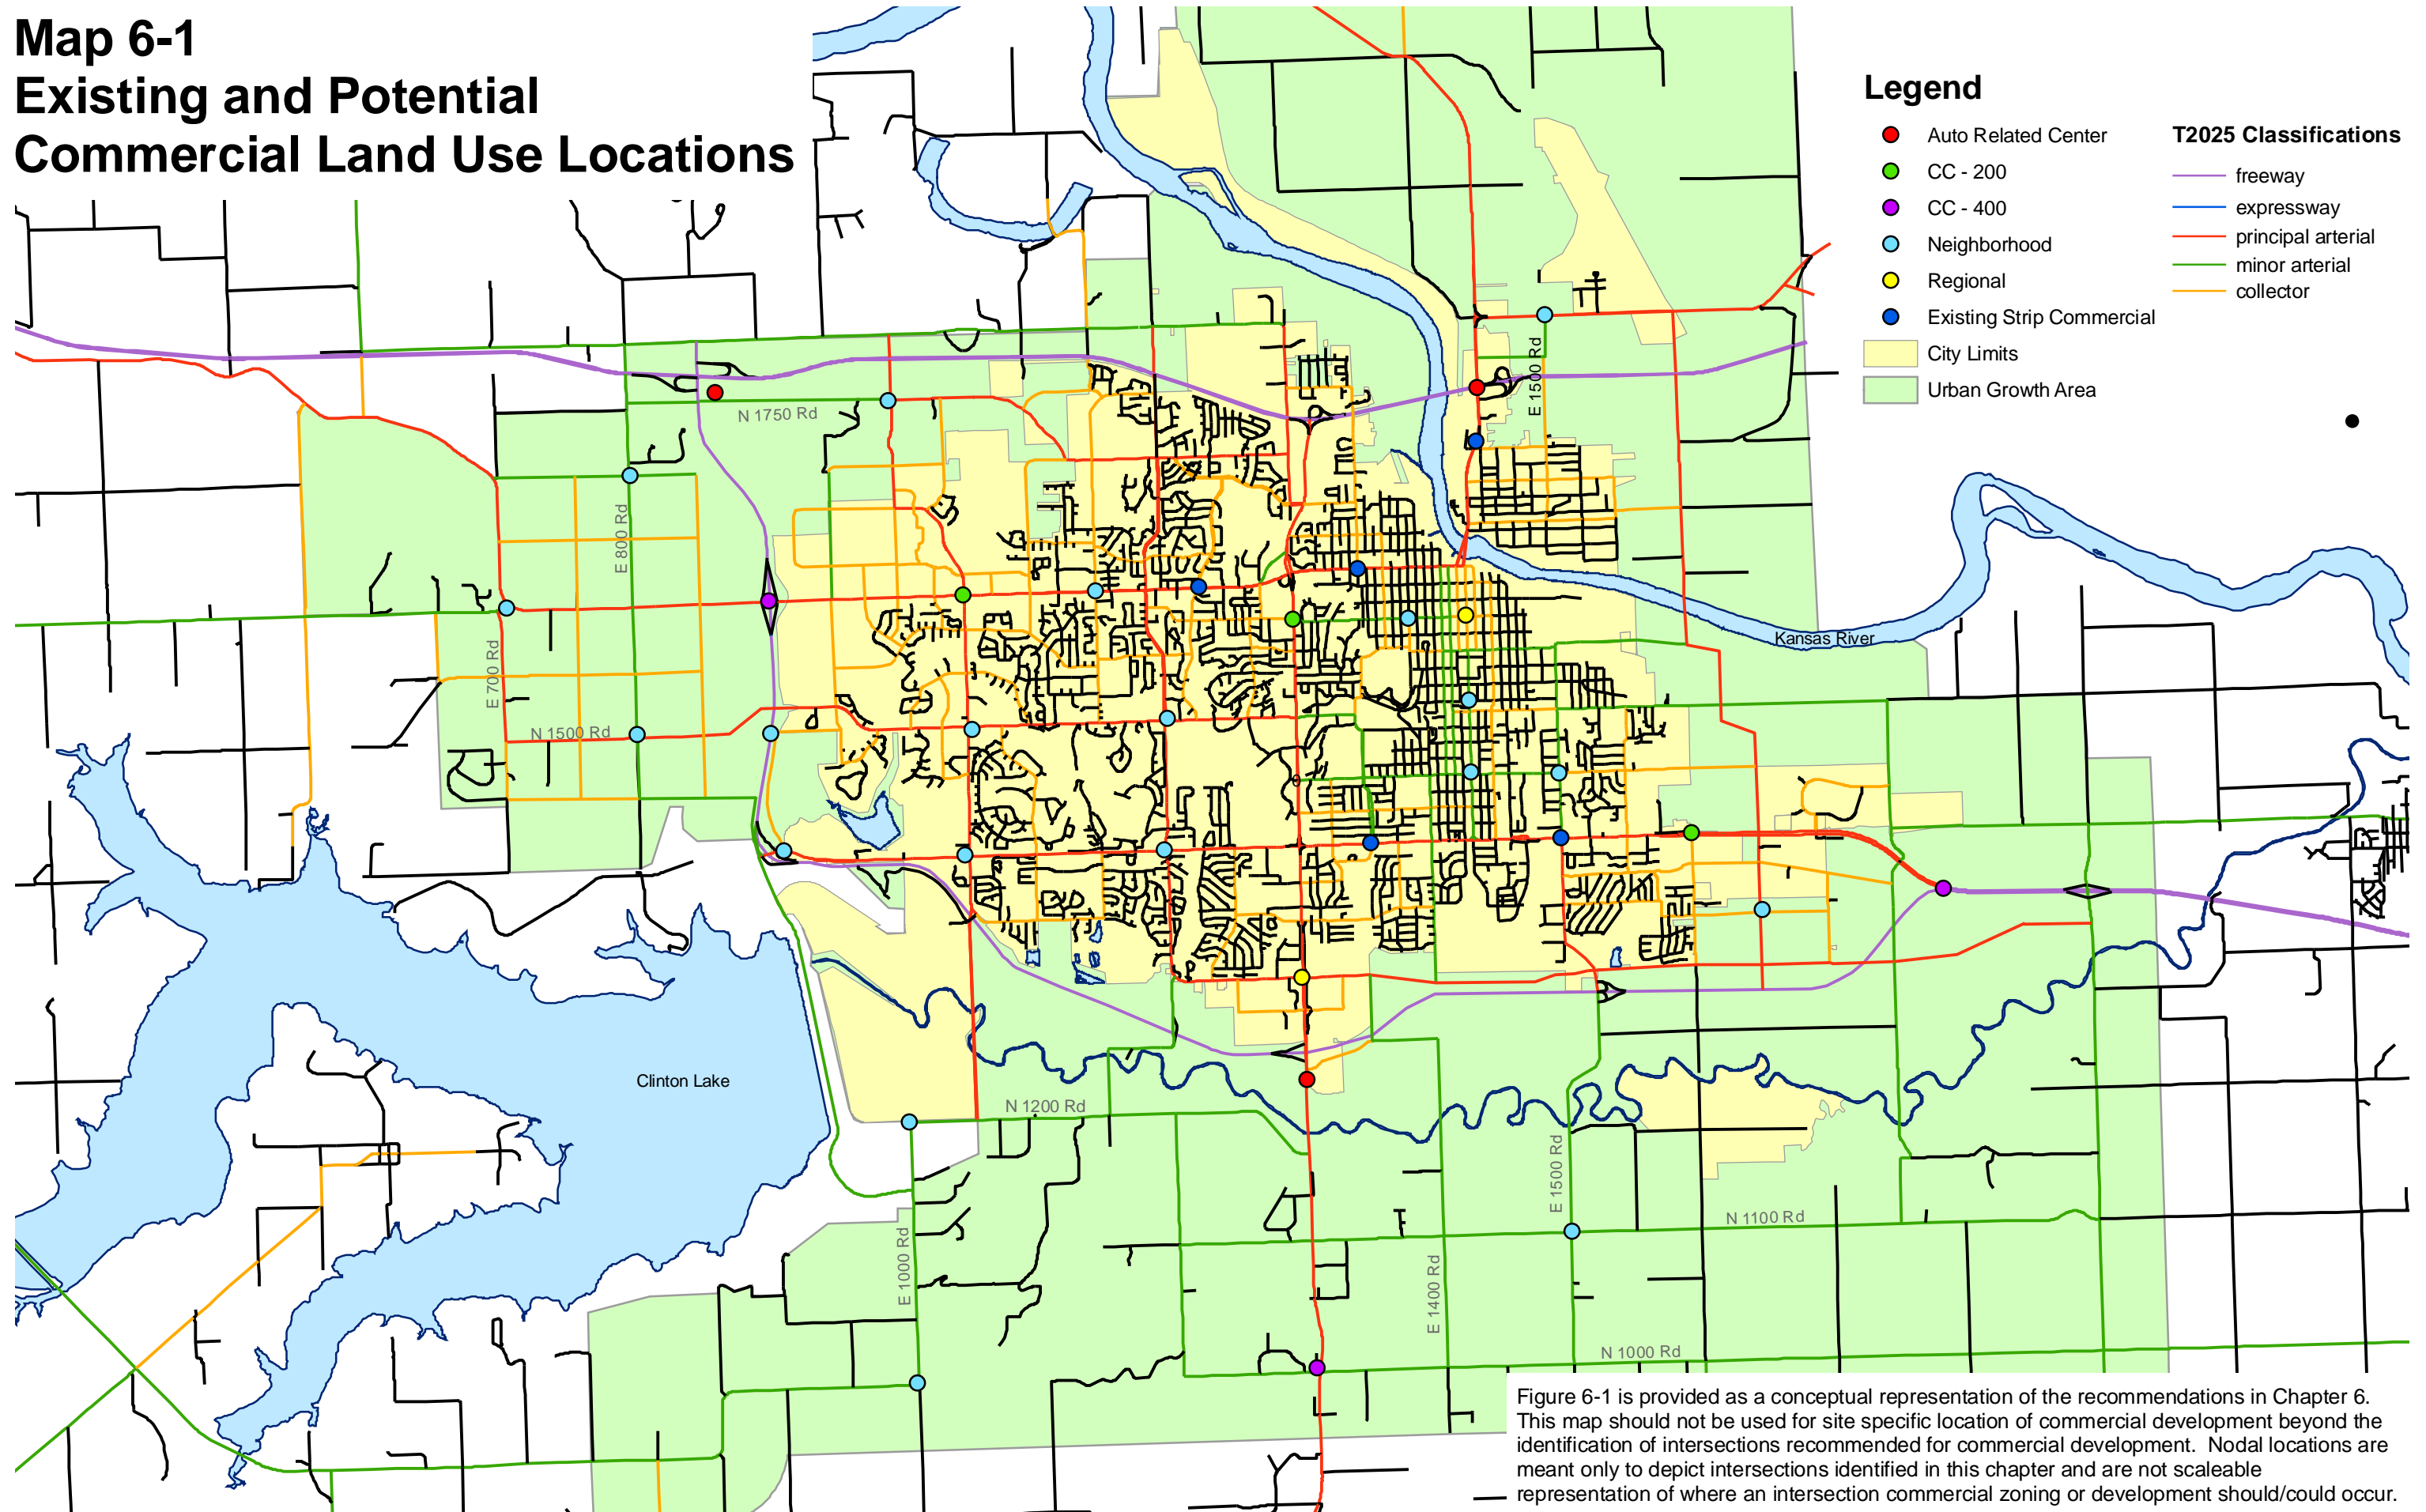 Map 6-1
Existing and Potential
Commercial Land Use Locations
Legend
Auto Related Center
CC - 200
CC - 400
Neighborhood
Regional
Existing Strip Commercial
City Limits
Urban Growth Area
T2025 Classifications
freeway
expressway
principal arterial
minor arterial
collector
E 1500 Rd
N 1750 Rd
E 800 Rd
E 700 Rd
Kansas River
N 1500 Rd
Clinton Lake
N 1200 Rd
E 1500 Rd
N 1100 Rd
E 1000 Rd
E 1400 Rd
N 1000 Rd
Figure 6-1 is provided as a conceptual representation of the recommendations in Chapter 6.
This map should not be used for site specific location of commercial development beyond the
identification of intersections recommended for commercial development.  Nodal locations are
meant only to depict intersections identified in this chapter and are not scaleable
representation of where an intersection commercial zoning or development should/could occur.